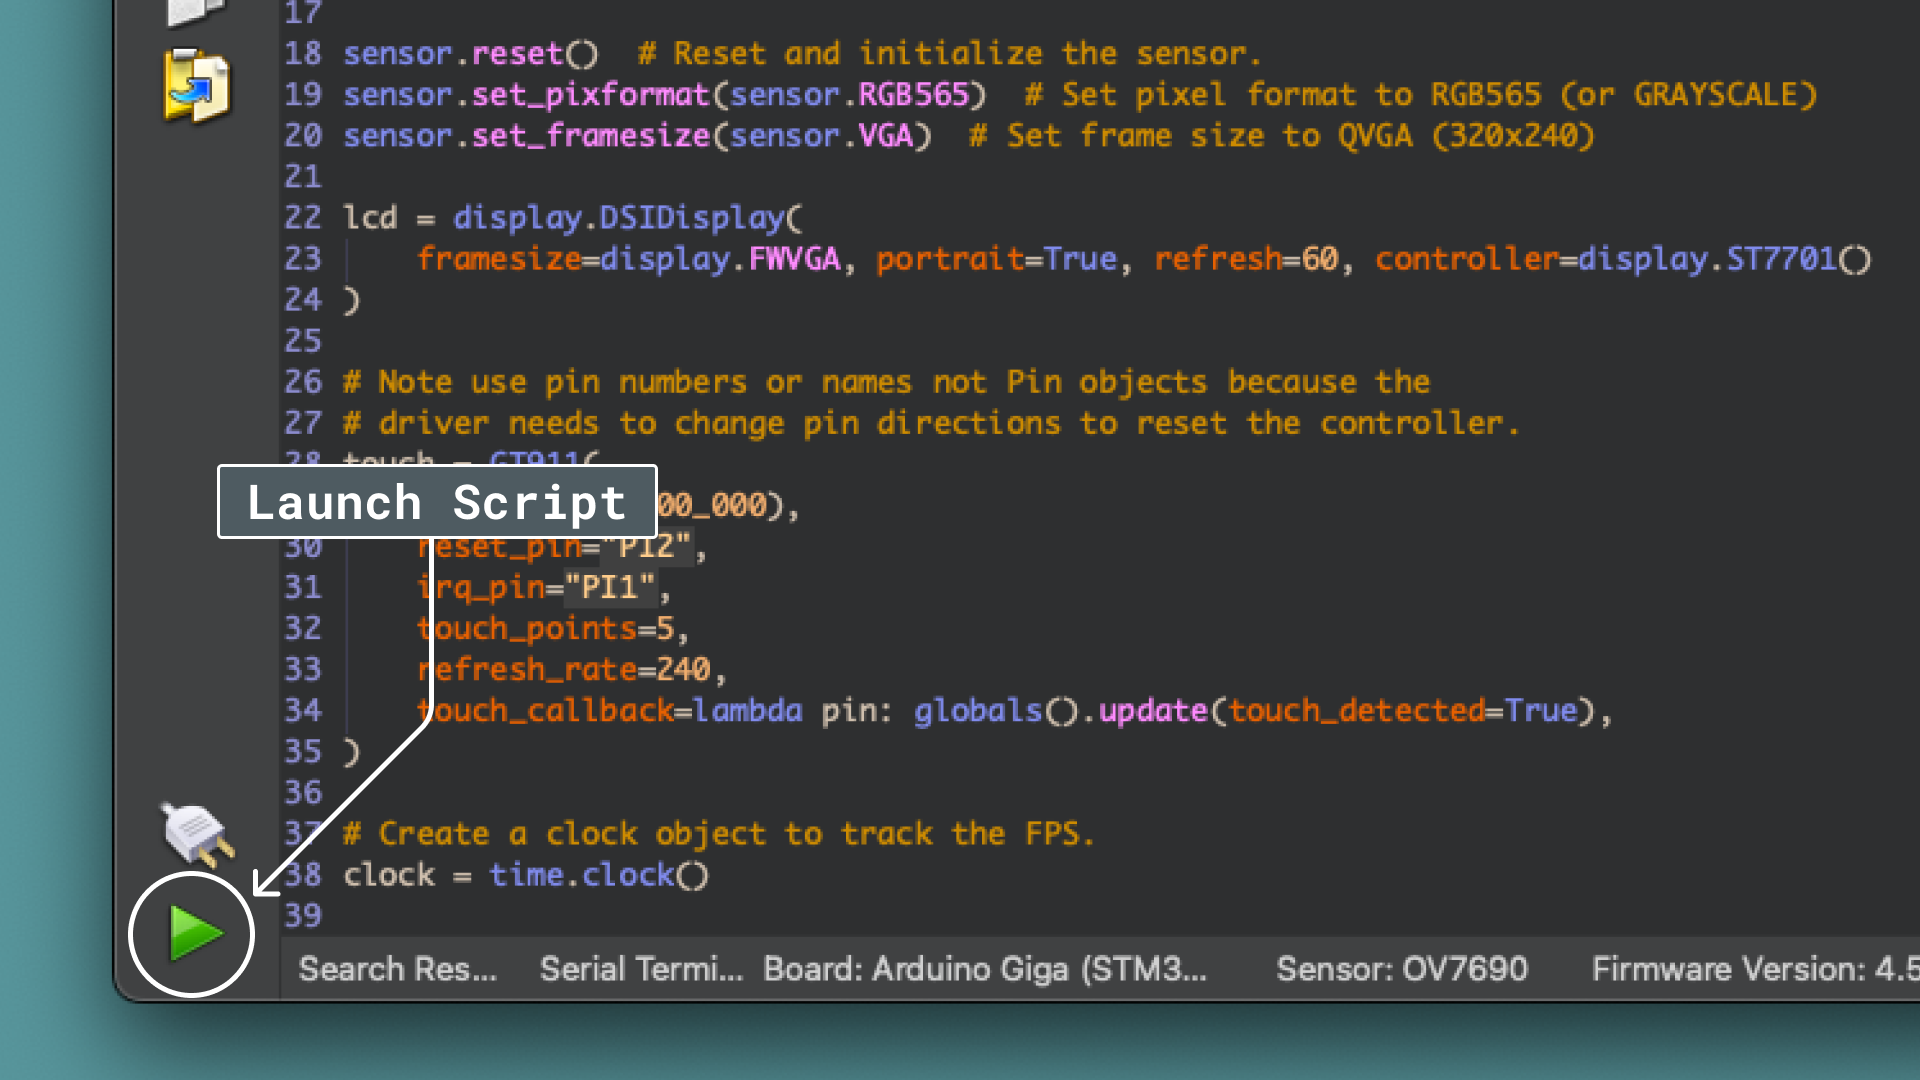 17
18 sensor.reset()  # Reset and initialize the sensor.
19 sensor.set_pixformat(sensor.RGB565)  # Set pixel format to RGB565 (or GRAYSCALE)
20 sensor.set_framesize(sensor.VGA)  # Set frame size to QVGA (320x240)
21
22 lcd = display.DSIDisplay(
23     framesize=display.FWVGA, portrait=True, refresh=60, controller=display.ST7701()
24 )
25
26 # Note use pin numbers or names not Pin objects because the
27 # driver needs to change pin directions to reset the controller.
28 touch = GT911(
Launch Script
00_000),
30     reset_pin="PI2",
31     irq_pin="PI1",
32     touch_points=5,
33     refresh_rate=240,
34     touch_callback=lambda pin: globals().update(touch_detected=True),
35 )
36
37 # Create a clock object to track the FPS.
38 clock = time.clock()
39
Search Res... Serial Termi... Board: Arduino Giga (STM3... Sensor: OV7690 Firmware Version: 4.5